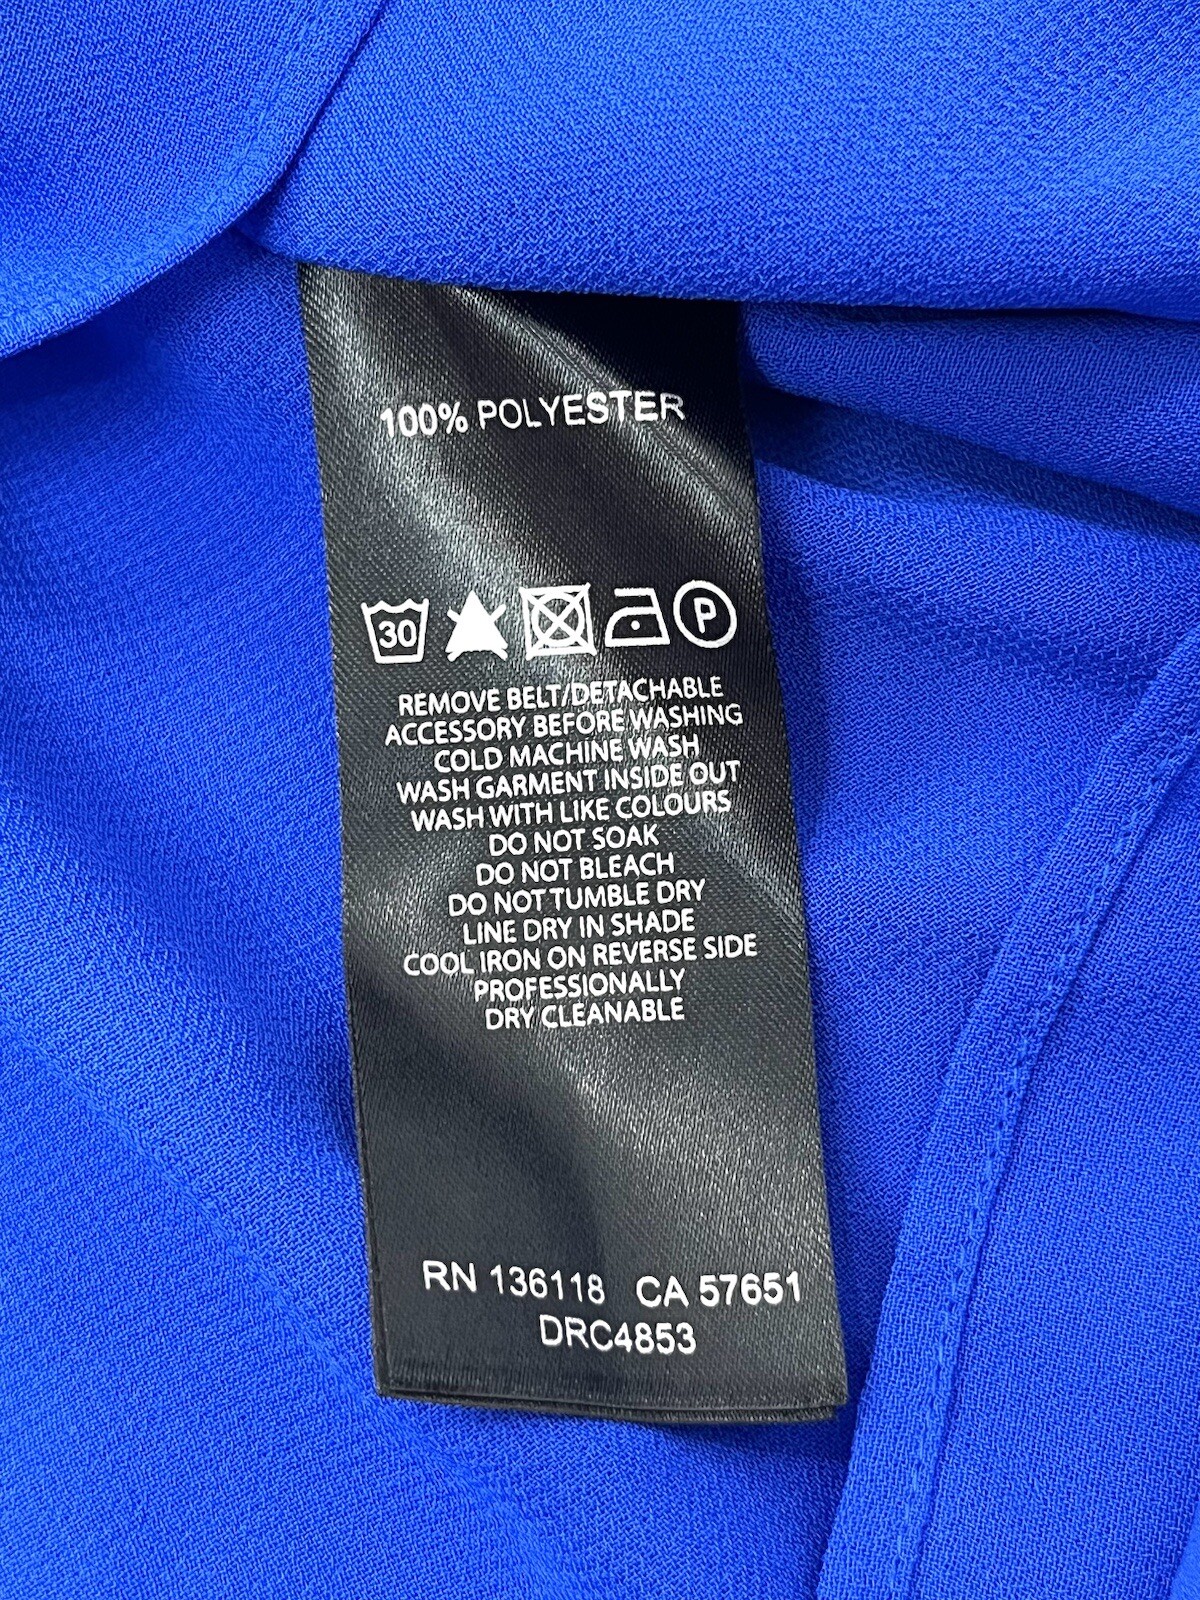 100% POLYESTER
30 P
REMOVE BELT/DETACHABLE
ACCESSORY BEFORE WASHING
COLD MACHINE WASH
WASH GARMENT INSIDE OUT
WASH WITH LIKE COLOURS
DO NOT SOAK
DO NOT BLEACH
DO NOT TUMBLE DRY
LINE DRY IN SHADE
COOL IRON ON REVERSE SIDE
PROFESSIONALLY
DRY CLEANABLE
RN 136118 CA 57651
DRC4853